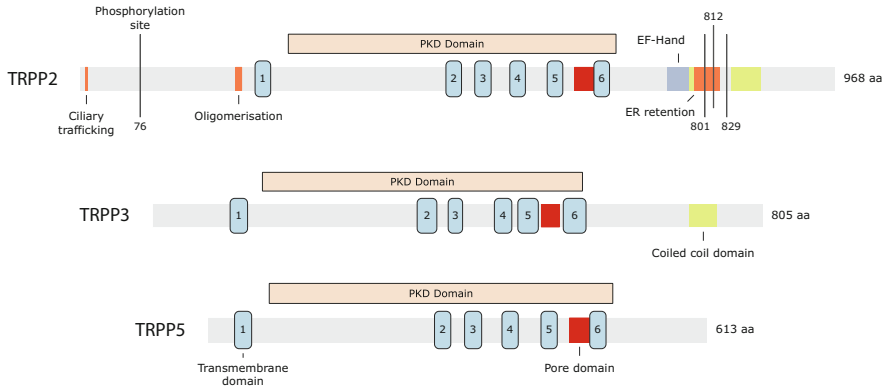 Phosphorylation
site
812
PKD Domain
EF-Hand
TRPP2
1
2
3
4
5
6
968 aa
Ciliary
trafficking
76
Oligomerisation
ER retention
801
829
PKD Domain
TRPP3
1
2
3
4
5
6
805 aa
Coiled coil domain
PKD Domain
TRPP5
1
2
3
4
5
6
613 aa
Transmembrane
domain
Pore domain